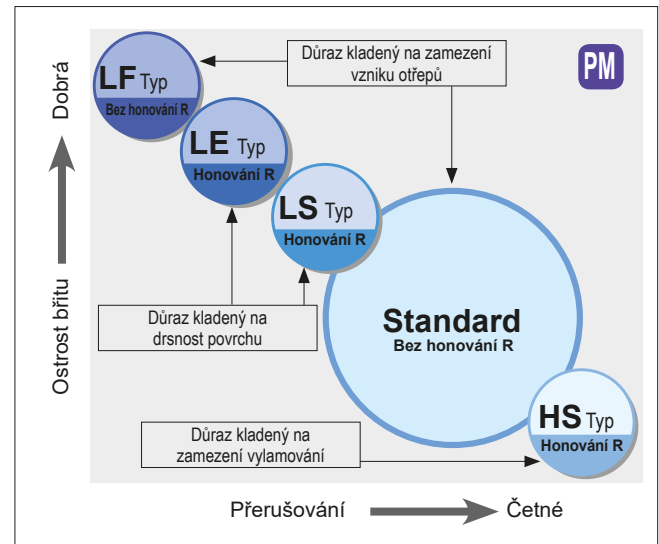 Důraz kladený na zamezení
vzniku otřepů
PM
LF Typ
Bez honování R
LE Typ
Honování R
LS Typ
Honování R
Standard
Bez honování R
HS Typ
Honování R
Důraz kladený na
drsnost povrchu
Důraz kladený na
zamezení vylamování
Ostrost břitu
Dobrá
Přerušování
Četné